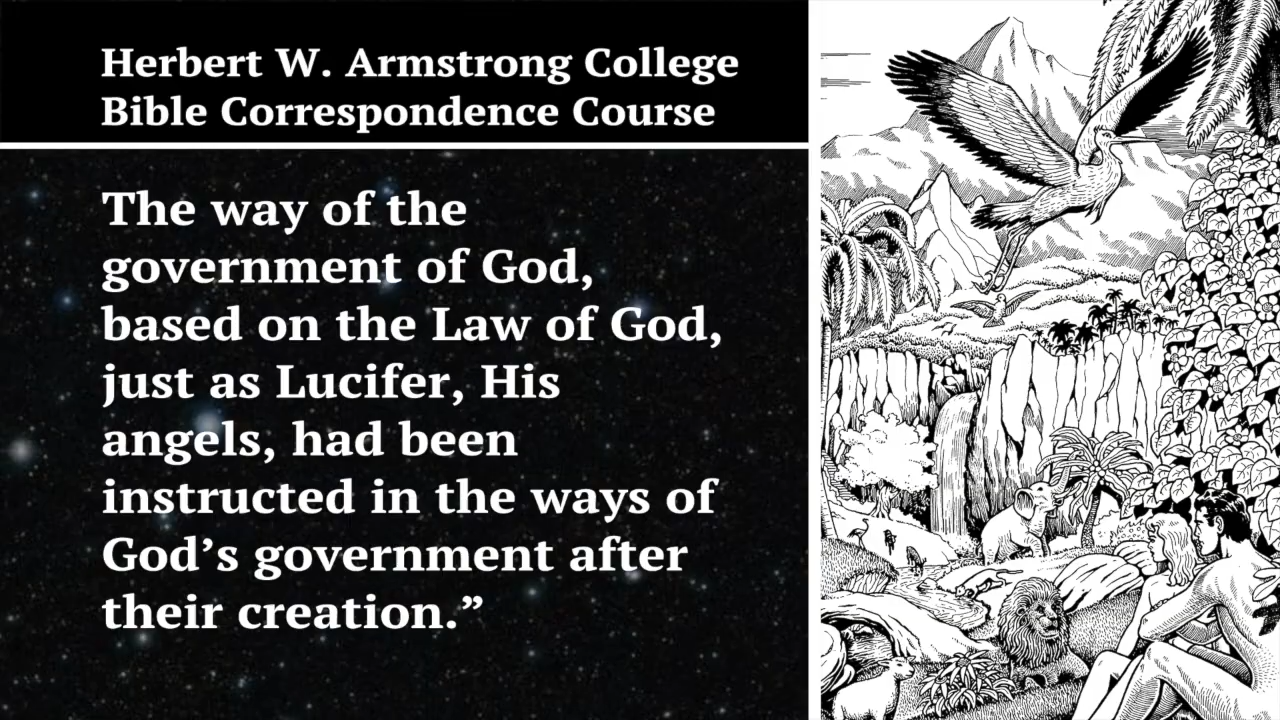 Herbert W. Armstrong College
Bible Correspondence Course
The way of the
government of God,
based on the Law of God,
just as Lucifer, His
angels, had been
instructed in the ways of
God’s government after
their creation.”